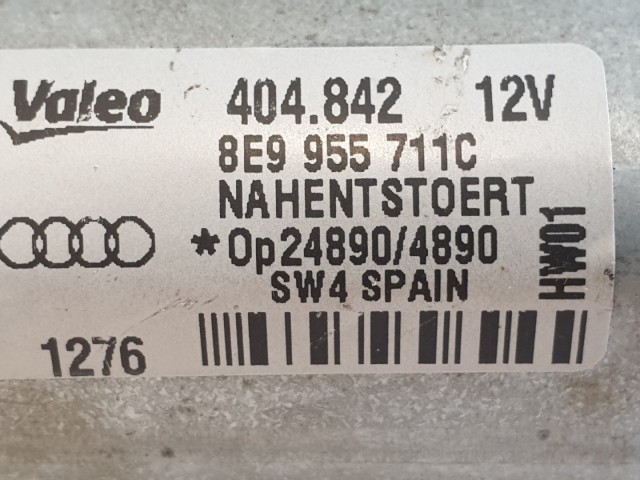 Valeo 404.842 12V
8E9 955 711C
NAHENTSTOERT
*Op24890/4890
SW4 SPAIN
HW01
1276